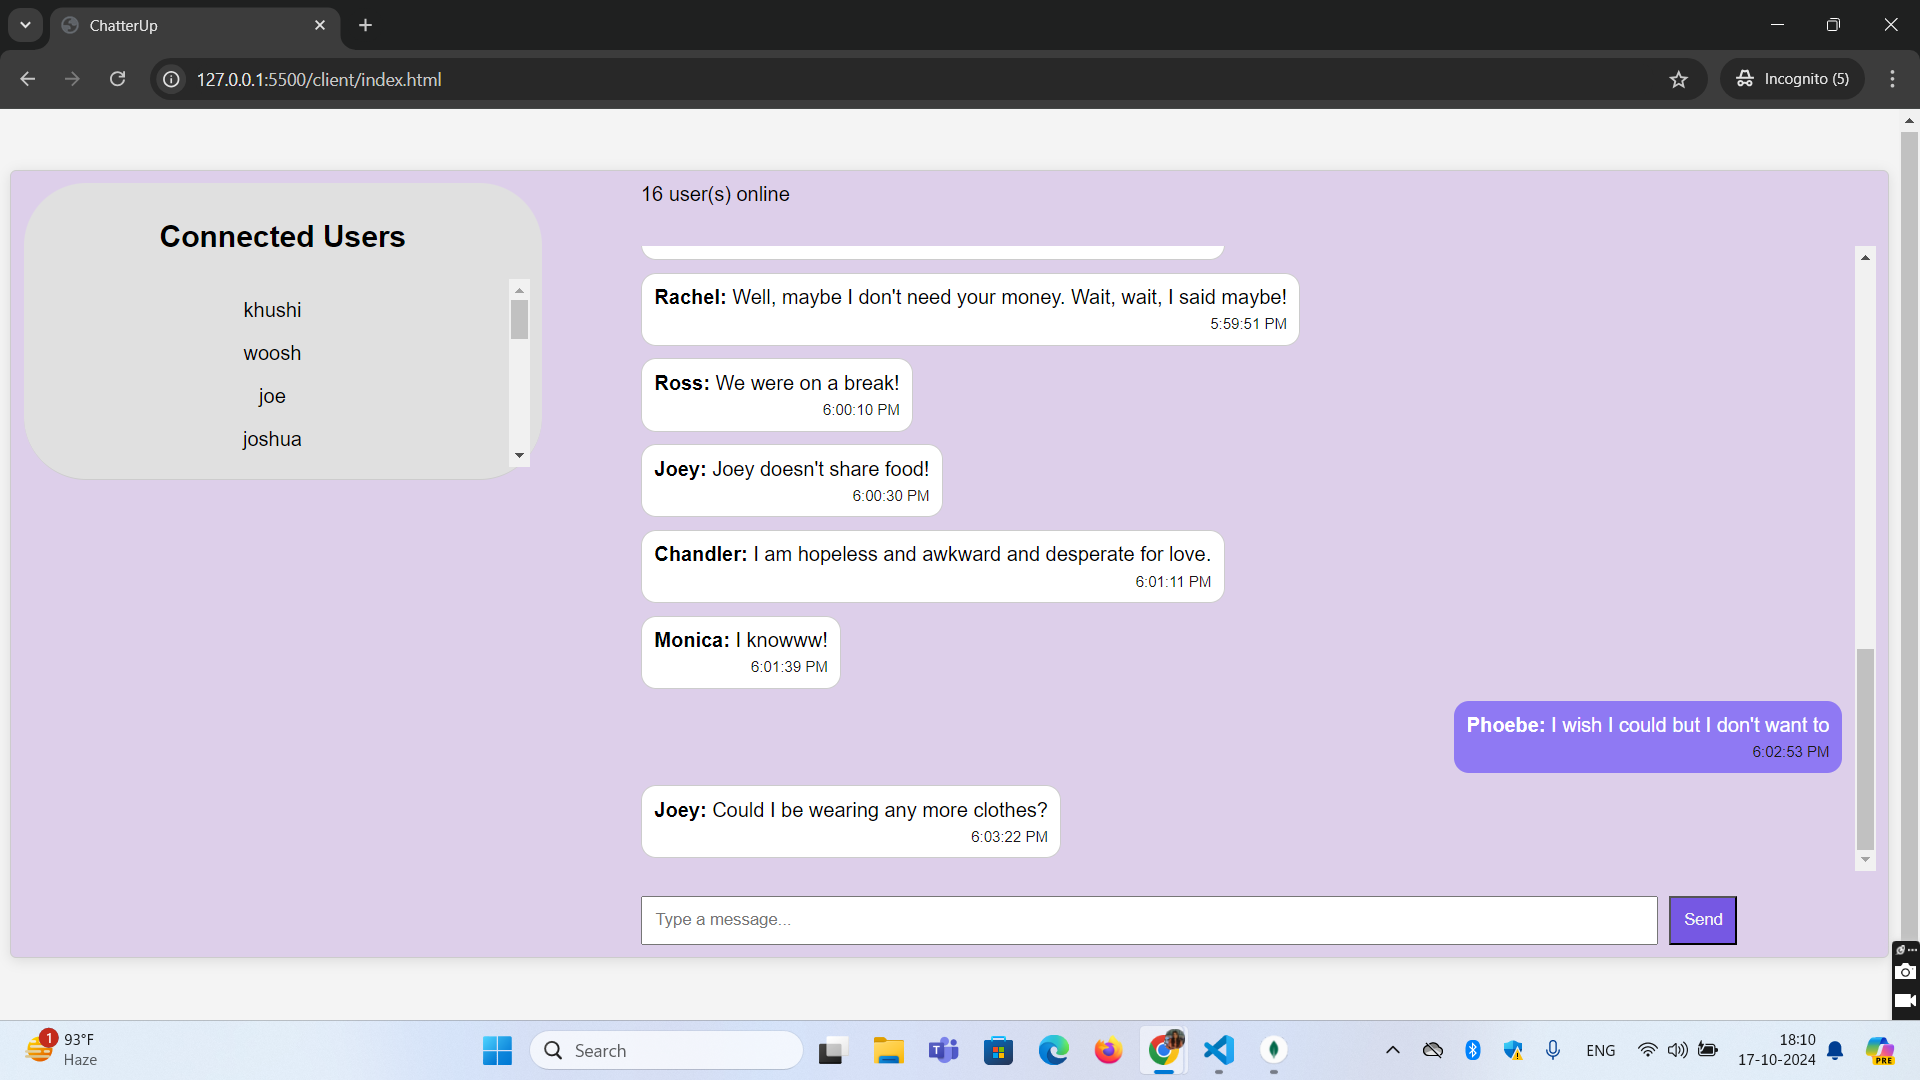 ChatterUp
127.0.0.1:5500/client/index.html
Incognito (5)
16 user(s) online
Connected Users
khushi
woosh
joe
joshua
Rachel: Well, maybe I don't need your money. Wait, wait, I said maybe!
5:59:51 PM
Ross: We were on a break!
6:00:10 PM
Joey: Joey doesn't share food!
6:00:30 PM
Chandler: I am hopeless and awkward and desperate for love.
6:01:11 PM
Monica: I knowww!
6:01:39 PM
Phoebe: I wish I could but I don't want to
6:02:53 PM
Joey: Could I be wearing any more clothes?
6:03:22 PM
Type a message...
Send
1
93°F
Haze
Search
ENG
18:10
17-10-2024
PRE